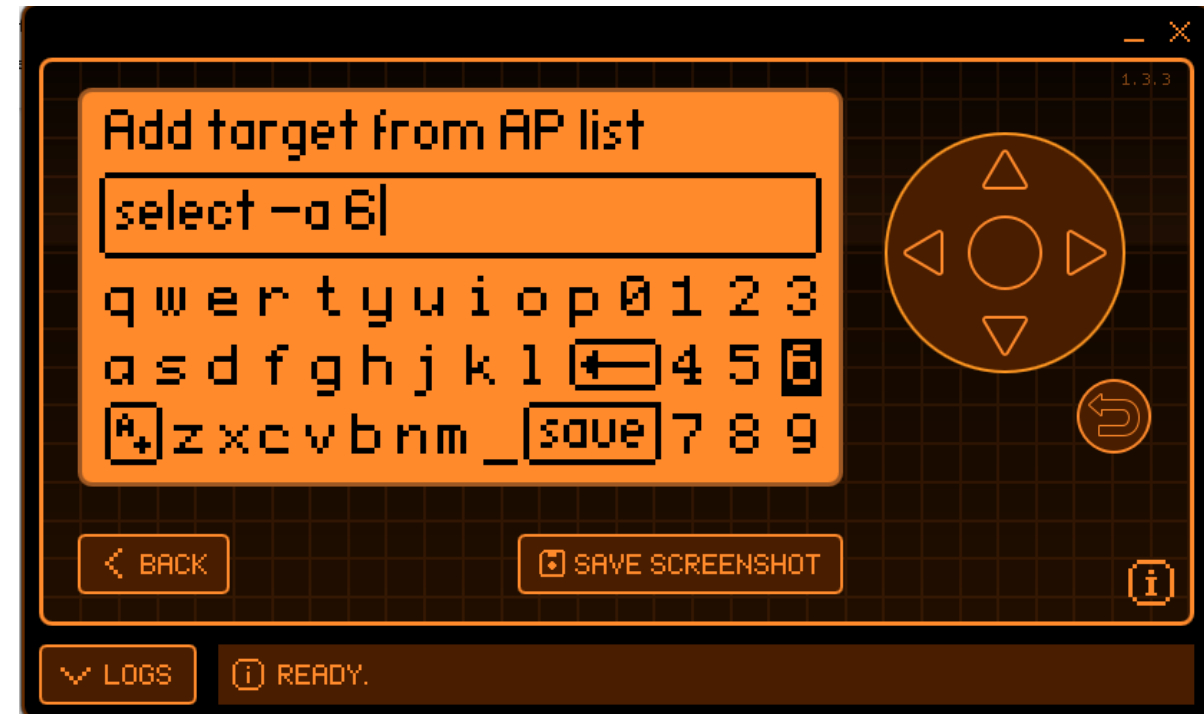 1.3.3
Add target from AP list
select -a 6
q w e r t y u i o p 0 1 2 3
a s d f g h j k l 4 5 6
A+ z x c v b n m _ save 7 8 9
BACK
SAVE SCREENSHOT
i
LOGS
i READY.